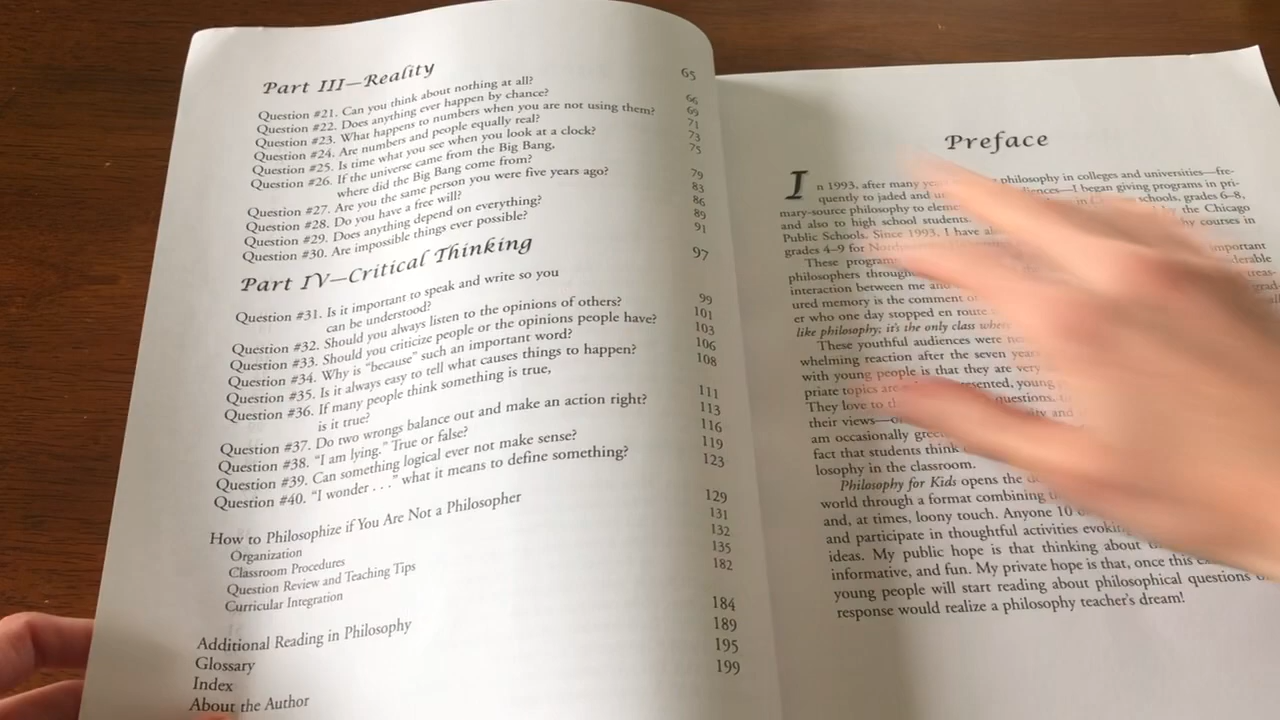 Part III—Reality 65
Question #21. Can you think about nothing at all? 66
Question #22. Does anything ever happen by chance? 69
Question #23. What happens to numbers when you are not using them? 71
Question #24. Are numbers and people equally real? 73
Question #25. Is time what you see when you look at a clock? 75
Question #26. If the universe came from the Big Bang,
where did the Big Bang come from? 79
Question #27. Are you the same person you were five years ago? 83
Question #28. Do you have a free will? 86
Question #29. Does anything depend on everything? 89
Question #30. Are impossible things ever possible? 91
Part IV—Critical Thinking 97
Question #31. Is it important to speak and write so you
can be understood? 99
Question #32. Should you always listen to the opinions of others? 101
Question #33. Should you criticize people or the opinions people have? 103
Question #34. Why is "because" such an important word? 106
Question #35. Is it always easy to tell what causes things to happen? 108
Question #36. If many people think something is true,
is it true? 111
Question #37. Do two wrongs balance out and make an action right? 113
Question #38. "I am lying." True or false? 116
Question #39. Can something logical ever not make sense? 119
Question #40. "I wonder . . ." what it means to define something? 123
How to Philosophize if You Are Not a Philosopher 129
Organization 131
Classroom Procedures 132
Question Review and Teaching Tips 135
Curricular Integration 182
Additional Reading in Philosophy 184
Glossary 189
Index 195
About the Author 199
Preface
In 1993, after many philosophy in colleges and universities—fre-
quently to jaded and I began giving programs in pri-
mary-source philosophy to schools, grades 6–8,
and also to high school students. the Chicago
Public Schools. Since 1993, I have courses in
grades 4–9 for
These important
philosophers
interaction between me and
ured memory is the comment
er who one day stopped en route
like philosophy; it's the only class
These youthful audiences were
whelming reaction after the seven
with young people is that they are very
priate topics are young
They love to questions.
their views— and
am occasionally
fact that students think
losophy in the classroom.
Philosophy for Kids opens the
world through a format combining
and, at times, loony touch. Anyone 10
and participate in thoughtful activities
ideas. My public hope is that thinking about
informative, and fun. My private hope is that, once this
young people will start reading about philosophical questions
response would realize a philosophy teacher's dream!